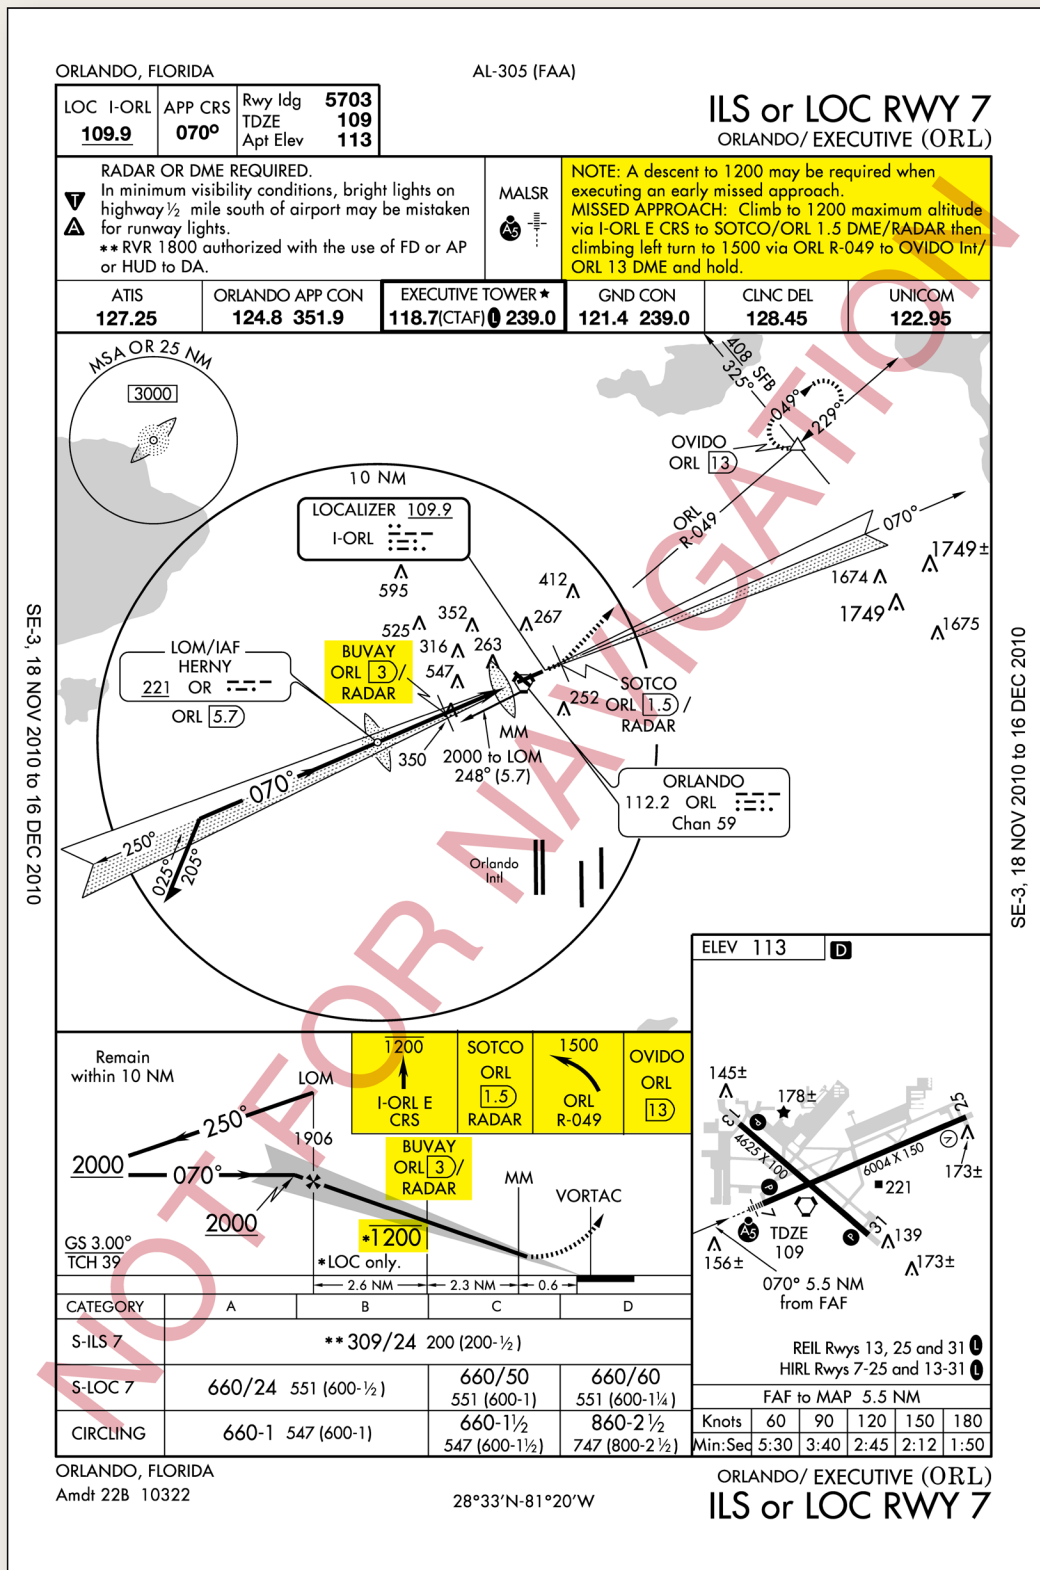 ORLANDO, FLORIDA
AL-305 (FAA)
ILS or LOC RWY 7
ORLANDO/ EXECUTIVE (ORL)
LOC I-ORL
109.9
APP CRS
070°
Rwy Idg 5703
TDZE 109
Apt Elev 113
T
A
RADAR OR DME REQUIRED.
In minimum visibility conditions, bright lights on
highway ½ mile south of airport may be mistaken
for runway lights.
** RVR 1800 authorized with the use of FD or AP
or HUD to DA.
MALSR
A5
NOTE: A descent to 1200 may be required when
executing an early missed approach.
MISSED APPROACH: Climb to 1200 maximum altitude
via I-ORL E CRS to SOTCO/ORL 1.5 DME/RADAR then
climbing left turn to 1500 via ORL R-049 to OVIDO Int/
ORL 13 DME and hold.
ATIS
127.25
ORLANDO APP CON
124.8 351.9
EXECUTIVE TOWER★
118.7(CTAF) L 239.0
GND CON
121.4 239.0
CLNC DEL
128.45
UNICOM
122.95
MSA OR 25 NM
3000
408 SFB
325°
049°
229°
OVIDO
ORL 13
10 NM
LOCALIZER 109.9
I-ORL
ORL
R-049
070°
1749±
1674
1749
1675
595
412
352
267
525
316
263
547
BUVAY
ORL 3 /
RADAR
LOM/IAF
HERNY
221 OR
ORL 5.7
SOTCO
252 ORL 1.5 /
RADAR
MM
350
2000 to LOM
248° (5.7)
070°
250°
025°
205°
ORLANDO
112.2 ORL
Chan 59
Orlando
Intl
SE-3, 18 NOV 2010 to 16 DEC 2010
SE-3, 18 NOV 2010 to 16 DEC 2010
NOT FOR NAVIGATION
ELEV 113
D
145±
178±
13
25
P
4625 X 100
6004 X 150
V
173±
P
221
7
A5
TDZE
109
31
P
139
156±
173±
070° 5.5 NM
from FAF
REIL Rwys 13, 25 and 31 L
HIRL Rwys 7-25 and 13-31 L
FAF to MAP 5.5 NM
Knots 60 90 120 150 180
Min:Sec 5:30 3:40 2:45 2:12 1:50
Remain
within 10 NM
LOM
250°
1906
2000
070°
2000
GS 3.00°
TCH 39
1200
I-ORL E
CRS
SOTCO
ORL
1.5
RADAR
1500
ORL
R-049
OVIDO
ORL
13
BUVAY
ORL 3 /
RADAR
MM
VORTAC
*1200
*LOC only.
2.6 NM
2.3 NM
0.6
CATEGORY A B C D
S-ILS 7 ** 309/24 200 (200-½)
S-LOC 7 660/24 551 (600-½) 660/50 551 (600-1) 660/60 551 (600-1¼)
CIRCLING 660-1 547 (600-1) 660-1½ 547 (600-1½) 860-2½ 747 (800-2½)
ORLANDO, FLORIDA
Amdt 22B 10322
28°33'N-81°20'W
ORLANDO/ EXECUTIVE (ORL)
ILS or LOC RWY 7